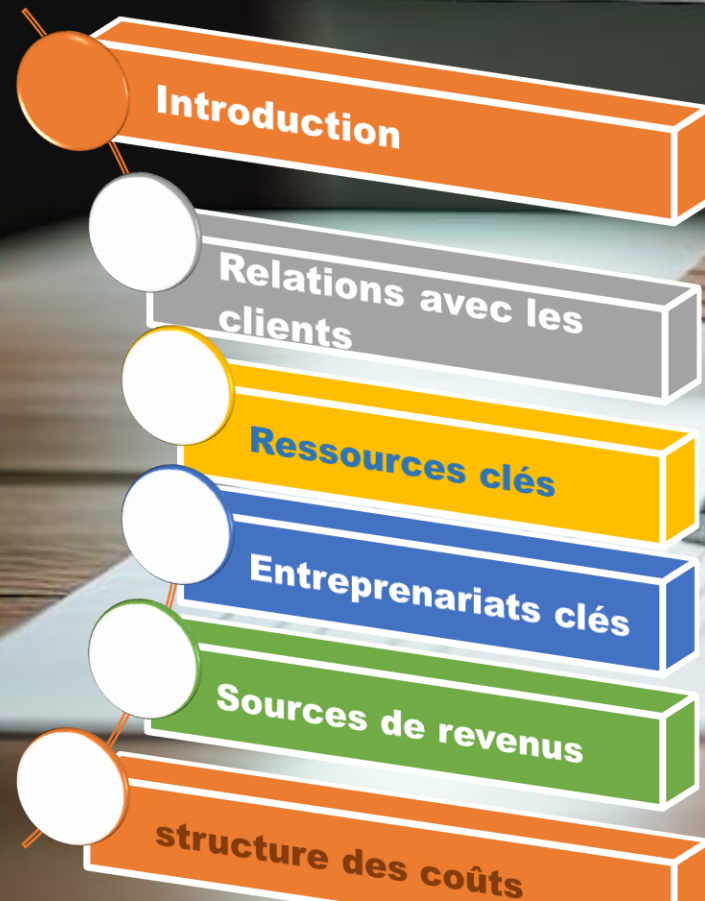 Introduction
Relations avec les
clients
Ressources clés
Entreprenariats clés
Sources de revenus
structure des coûts